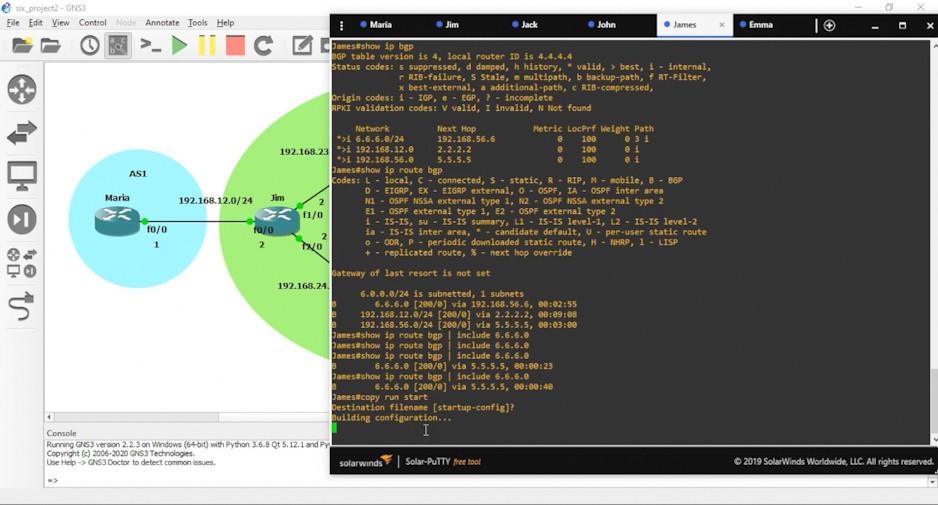 six_project2 - GNS3
File Edit View Control Node Annotate Tools Help
AS1
Maria
192.168.12.0/24
Jim
192.168.23
192.168.24.
f0/0
1
f0/0
2
2
f1/0
2
f2/0
Console
Running GNS3 version 2.2.3 on Windows (64-bit) with Python 3.6.8 Qt 5.12.1 and Py
Copyright (c) 2006-2020 GNS3 Technologies.
Use Help -> GNS3 Doctor to detect common issues.
=>
Maria Jim Jack John James Emma
James#show ip bgp
BGP table version is 4, local router ID is 4.4.4.4
Status codes: s suppressed, d damped, h history, * valid, > best, i - internal,
r RIB-failure, S Stale, m multipath, b backup-path, f RT-Filter,
x best-external, a additional-path, c RIB-compressed,
Origin codes: i - IGP, e - EGP, ? - incomplete
RPKI validation codes: V valid, I invalid, N Not found
Network Next Hop Metric LocPrf Weight Path
*>i 6.6.6.0/24 192.168.56.6 0 100 0 3 i
*>i 192.168.12.0 2.2.2.2 0 100 0 i
*>i 192.168.56.0 5.5.5.5 0 100 0 i
James#show ip route bgp
Codes: L - local, C - connected, S - static, R - RIP, M - mobile, B - BGP
D - EIGRP, EX - EIGRP external, O - OSPF, IA - OSPF inter area
N1 - OSPF NSSA external type 1, N2 - OSPF NSSA external type 2
E1 - OSPF external type 1, E2 - OSPF external type 2
i - IS-IS, su - IS-IS summary, L1 - IS-IS level-1, L2 - IS-IS level-2
ia - IS-IS inter area, * - candidate default, U - per-user static route
o - ODR, P - periodic downloaded static route, H - NHRP, l - LISP
+ - replicated route, % - next hop override
Gateway of last resort is not set
6.0.0.0/24 is subnetted, 1 subnets
B 6.6.6.0 [200/0] via 192.168.56.6, 00:02:55
B 192.168.12.0/24 [200/0] via 2.2.2.2, 00:09:08
B 192.168.56.0/24 [200/0] via 5.5.5.5, 00:03:00
James#show ip route bgp | include 6.6.6.0
James#show ip route bgp | include 6.6.6.0
James#show ip route bgp | include 6.6.6.0
B 6.6.6.0 [200/0] via 5.5.5.5, 00:00:23
James#show ip route bgp | include 6.6.6.0
B 6.6.6.0 [200/0] via 5.5.5.5, 00:00:40
James#copy run start
Destination filename [startup-config]?
Building configuration...
solarwinds Solar-PuTTY free tool
© 2019 SolarWinds Worldwide, LLC. All rights reserved.